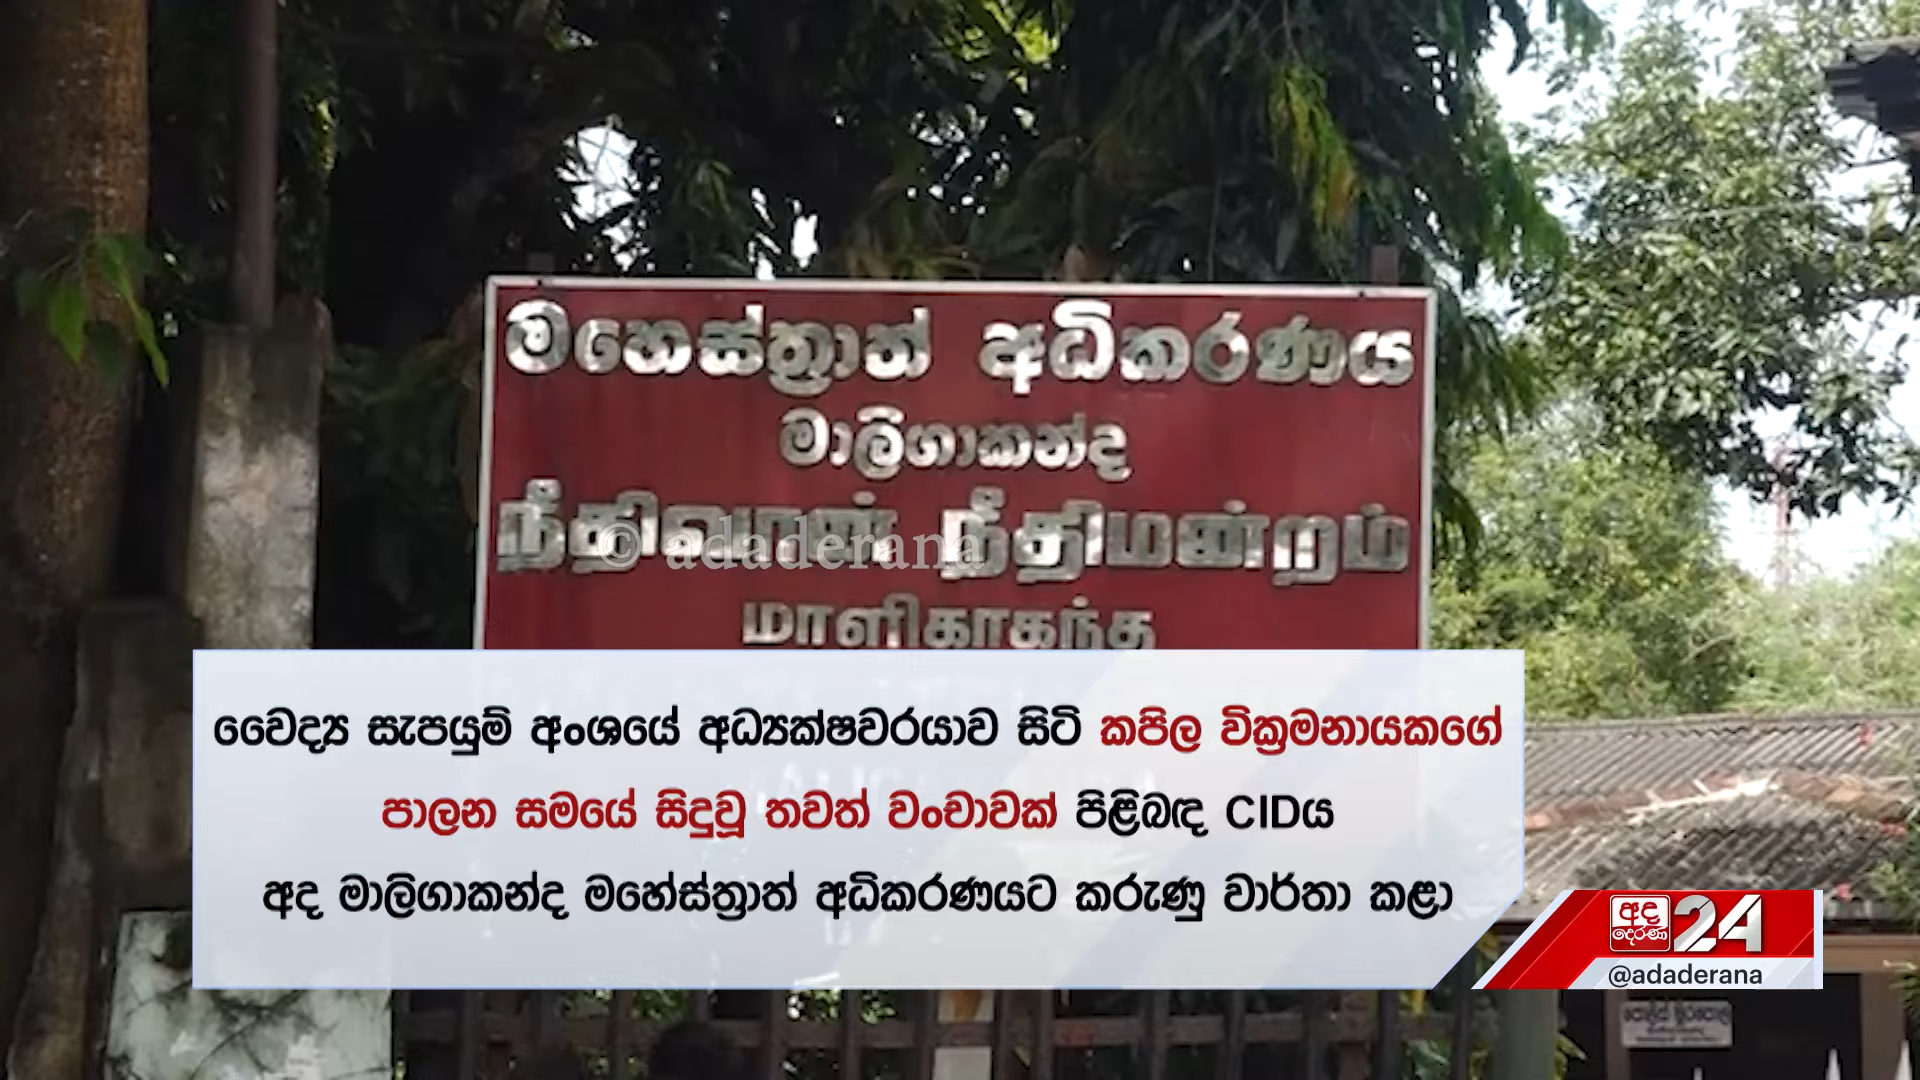 මහෙස්ත්‍රාත් අධිකරණය
මාලිගාකන්ද
நீதிவான் நீதிமன்றம்
© adaderana
மாளிகாகந்த
වෛද්‍ය සැපයුම් අංශයේ අධ්‍යක්ෂවරයාව සිටි කපිල වික්‍රමනායකගේ
පාලන සමයේ සිදුවූ තවත් වංචාවක් පිළිබඳ CIDය
අද මාලිගාකන්ද මහේස්ත්‍රාත් අධිකරණයට කරුණු වාර්තා කළා
අද දෙරණ 24
@adaderana